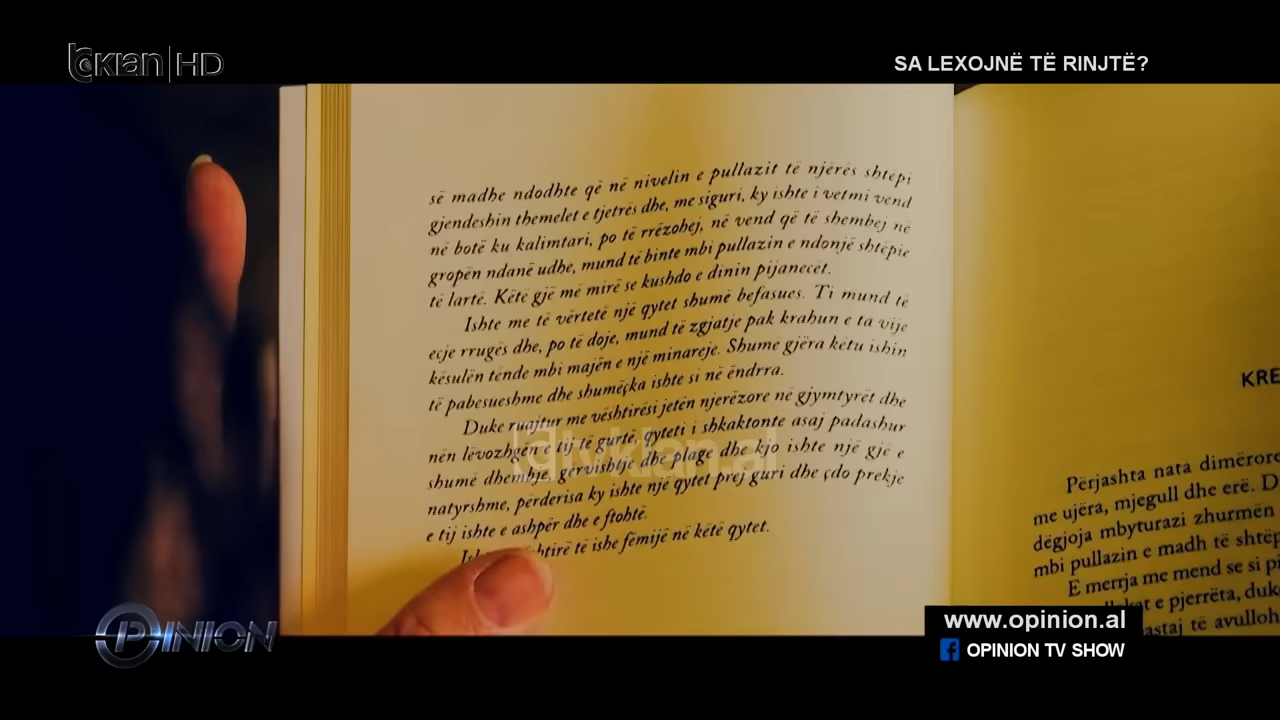 tvklan HD
SA LEXOJNË TË RINJTË?
së madhe ndodhte që në nivelin e pullazit të njërës shtëpi
gjendeshin themelet e tjetrës dhe, me siguri, ky ishte i vetmi vend
në botë ku kalimtari, po të rrëzohej, në vend që të shembej në
gropën ndanë udhe, mund të binte mbi pullazin e ndonjë shtëpie
të lartë. Këtë gjë më mirë se kushdo e dinin pijanecët.
Ishte me të vërtetë një qytet shumë befasues. Ti mund të
ecje rrugës dhe, po të doje, mund të zgjatje pak krahun e ta vije
kësulën tënde mbi majën e një minareje. Shumë gjëra këtu ishin
të pabesueshme dhe shumëçka ishte si në ëndrra.
Duke ruajtur me vështirësi jetën njerëzore në gjymtyrët dhe
nën lëvozhgën e tij të gurtë, qyteti i shkaktonte asaj padashur
shumë dhembje, gërvishtje dhe plagë dhe kjo ishte një gjë e
natyrshme, përderisa ky ishte një qytet prej guri dhe çdo prekje
e tij ishte e ashpër dhe e ftohtë.
të ishe fëmijë në këtë qytet.
tvklan.al
KRE
Përjashta nata dimërore
me ujëra, mjegull dhe erë. D
dëgjoja mbyturazi zhurmën
mbi pullazin e madh të shtëp
E merrja me mend se si pi
e pjerrëta, duk
astaj të avulloh
OPINION
www.opinion.al
OPINION TV SHOW